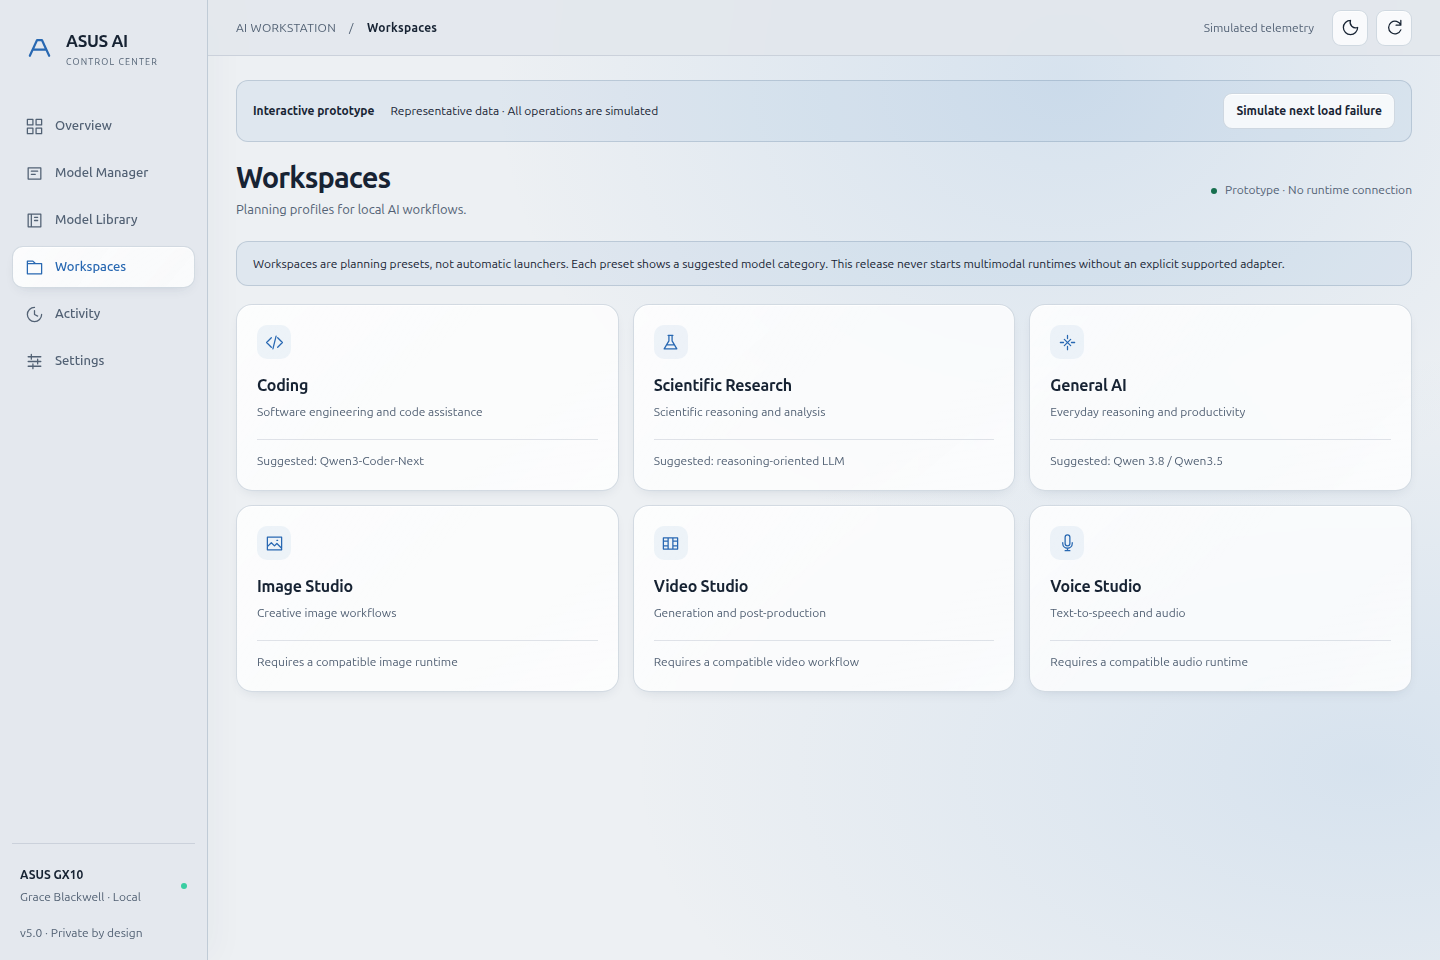 ASUS AI
CONTROL CENTER
Overview
Model Manager
Model Library
Workspaces
Activity
Settings
ASUS GX10
Grace Blackwell · Local
v5.0 · Private by design
AI WORKSTATION / Workspaces
Simulated telemetry
Interactive prototype Representative data · All operations are simulated
Simulate next load failure
Workspaces
Planning profiles for local AI workflows.
Prototype · No runtime connection
Workspaces are planning presets, not automatic launchers. Each preset shows a suggested model category. This release never starts multimodal runtimes without an explicit supported adapter.
Coding
Software engineering and code assistance
Suggested: Qwen3-Coder-Next
Scientific Research
Scientific reasoning and analysis
Suggested: reasoning-oriented LLM
General AI
Everyday reasoning and productivity
Suggested: Qwen 3.8 / Qwen3.5
Image Studio
Creative image workflows
Requires a compatible image runtime
Video Studio
Generation and post-production
Requires a compatible video workflow
Voice Studio
Text-to-speech and audio
Requires a compatible audio runtime